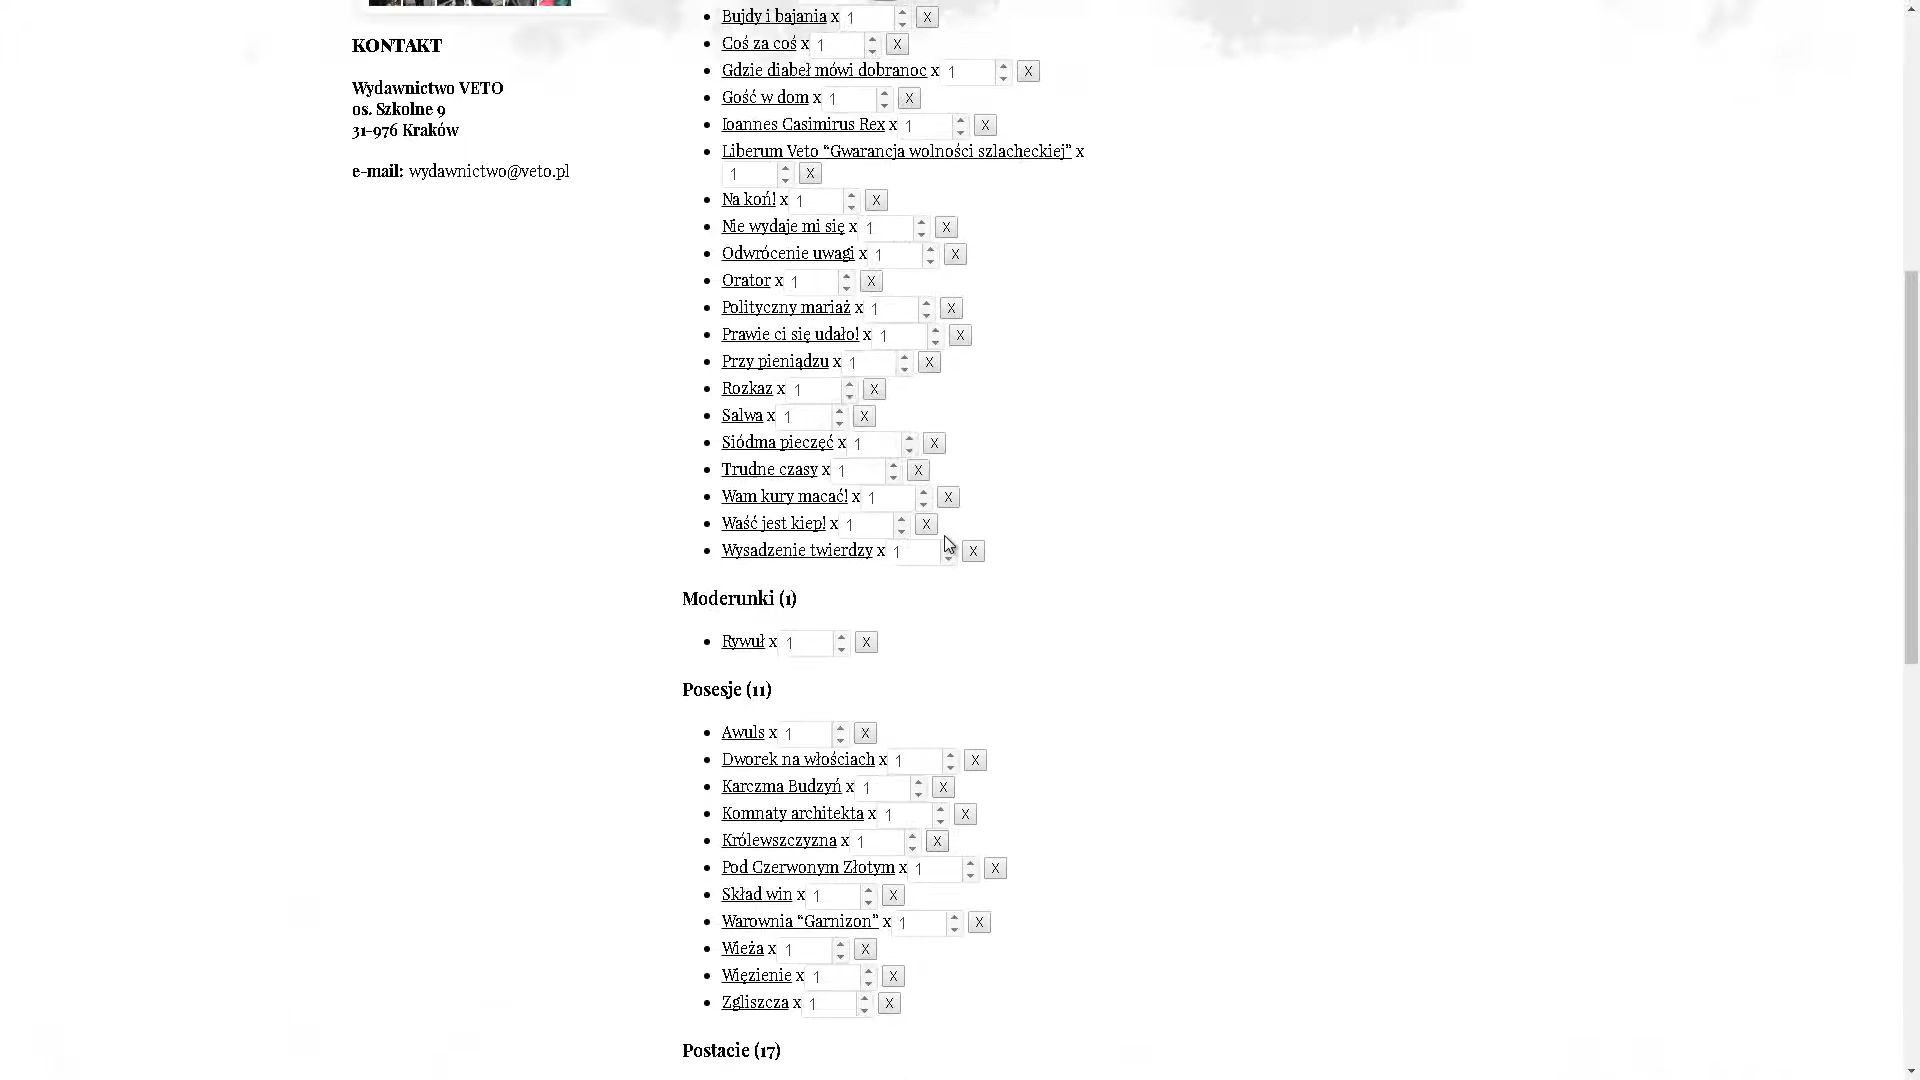 KONTAKT
Wydawnictwo VETO
os. Szkolne 9
31-976 Kraków
e-mail: wydawnictwo@veto.pl
Bujdy i bajania x 1 X
Coś za coś x 1 X
Gdzie diabeł mówi dobranoc x 1 X
Gość w dom x 1 X
Ioannes Casimirus Rex x 1 X
Liberum Veto “Gwarancja wolności szlacheckiej” x
1 X
Na koń! x 1 X
Nie wydaje mi się x 1 X
Odwrócenie uwagi x 1 X
Orator x 1 X
Polityczny mariaż x 1 X
Prawie ci się udało! x 1 X
Przy pieniądzu x 1 X
Rozkaz x 1 X
Salwa x 1 X
Siódma pieczęć x 1 X
Trudne czasy x 1 X
Wam kury macać! x 1 X
Waść jest kiep! x 1 X
Wysadzenie twierdzy x 1 X
Moderunki (1)
Rywuł x 1 X
Posesje (11)
Awuls x 1 X
Dworek na włościach x 1 X
Karczma Budzyń x 1 X
Komnaty architekta x 1 X
Królewszczyzna x 1 X
Pod Czerwonym Złotym x 1 X
Skład win x 1 X
Warownia “Garnizon” x 1 X
Wieża x 1 X
Więzienie x 1 X
Zgliszcza x 1 X
Postacie (17)